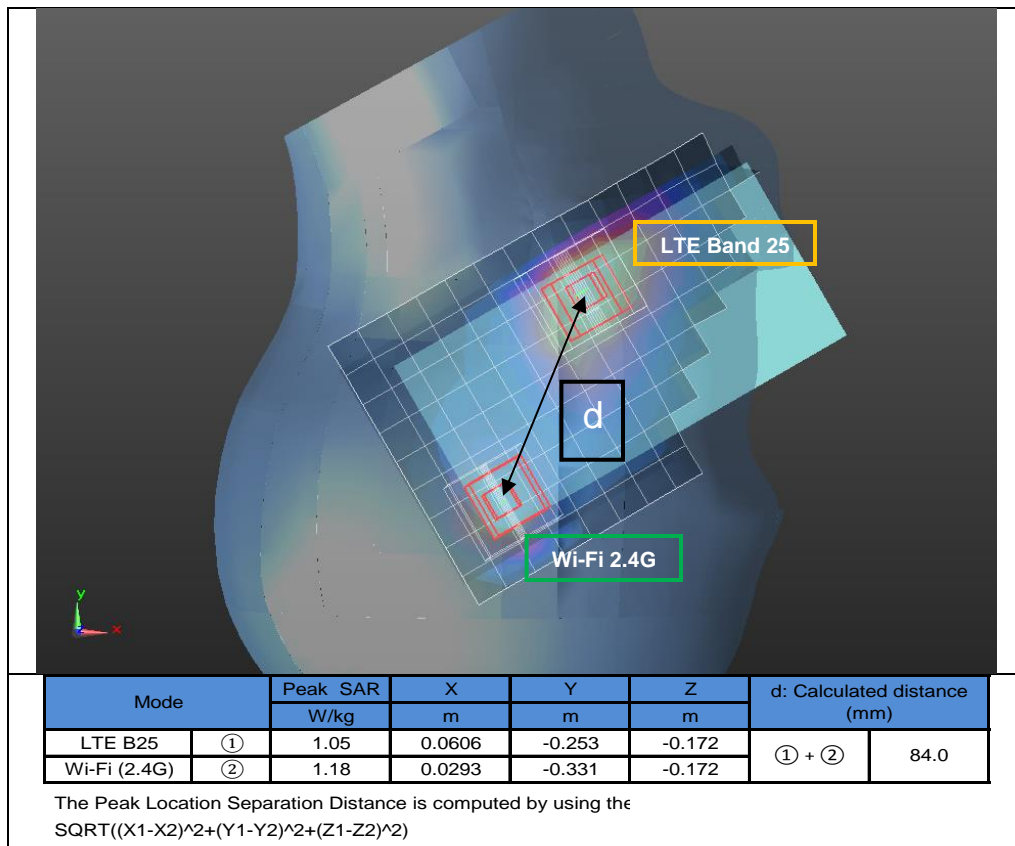 LTE Band 25
d
Wi-Fi 2.4G
y
x
Mode Peak SAR X Y Z d: Calculated distance (mm)
W/kg m m m
LTE B25 ① 1.05 0.0606 -0.253 -0.172 ① + ② 84.0
Wi-Fi (2.4G) ② 1.18 0.0293 -0.331 -0.172
The Peak Location Separation Distance is computed by using the
SQRT((X1-X2)^2+(Y1-Y2)^2+(Z1-Z2)^2)